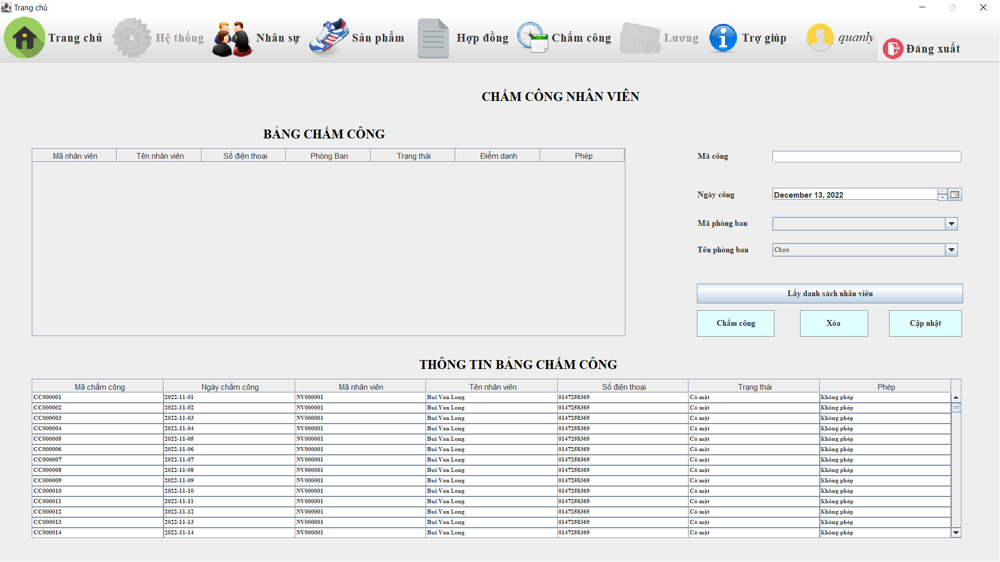 Trang chủ
Trang chủ Hệ thống Nhân sự Sản phẩm Hợp đồng Chấm công Lương Trợ giúp quanly Đăng xuất
CHẤM CÔNG NHÂN VIÊN
BẢNG CHẤM CÔNG
Mã nhân viên Tên nhân viên Số điện thoại Phòng Ban Trạng thái Điểm danh Phép
Mã công
Ngày công December 13, 2022
Mã phòng ban
Tên phòng ban Chọn
Lấy danh sách nhân viên
Chấm công Xóa Cập nhật
THÔNG TIN BẢNG CHẤM CÔNG
Mã chấm công Ngày chấm công Mã nhân viên Tên nhân viên Số điện thoại Trạng thái Phép
CC000001 2022-11-01 NV000001 Bui Van Long 0147258369 Có mặt Không phép
CC000002 2022-11-02 NV000001 Bui Van Long 0147258369 Có mặt Không phép
CC000003 2022-11-03 NV000001 Bui Van Long 0147258369 Có mặt Không phép
CC000004 2022-11-04 NV000001 Bui Van Long 0147258369 Có mặt Không phép
CC000005 2022-11-05 NV000001 Bui Van Long 0147258369 Có mặt Không phép
CC000006 2022-11-06 NV000001 Bui Van Long 0147258369 Có mặt Không phép
CC000007 2022-11-07 NV000001 Bui Van Long 0147258369 Có mặt Không phép
CC000008 2022-11-08 NV000001 Bui Van Long 0147258369 Có mặt Không phép
CC000009 2022-11-09 NV000001 Bui Van Long 0147258369 Có mặt Không phép
CC000010 2022-11-10 NV000001 Bui Van Long 0147258369 Có mặt Không phép
CC000011 2022-11-11 NV000001 Bui Van Long 0147258369 Có mặt Không phép
CC000012 2022-11-12 NV000001 Bui Van Long 0147258369 Có mặt Không phép
CC000013 2022-11-13 NV000001 Bui Van Long 0147258369 Có mặt Không phép
CC000014 2022-11-14 NV000001 Bui Van Long 0147258369 Có mặt Không phép